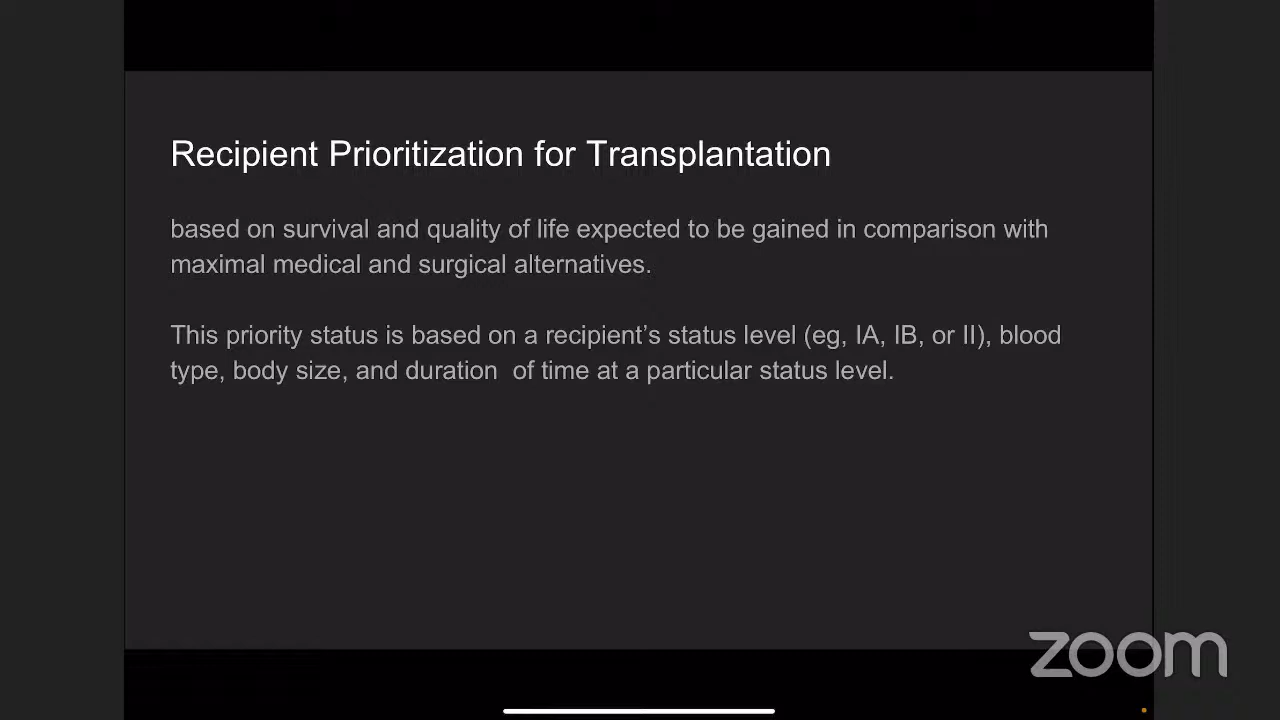 Recipient Prioritization for Transplantation
based on survival and quality of life expected to be gained in comparison with
maximal medical and surgical alternatives.
This priority status is based on a recipient’s status level (eg, IA, IB, or II), blood
type, body size, and duration  of time at a particular status level.
zoom